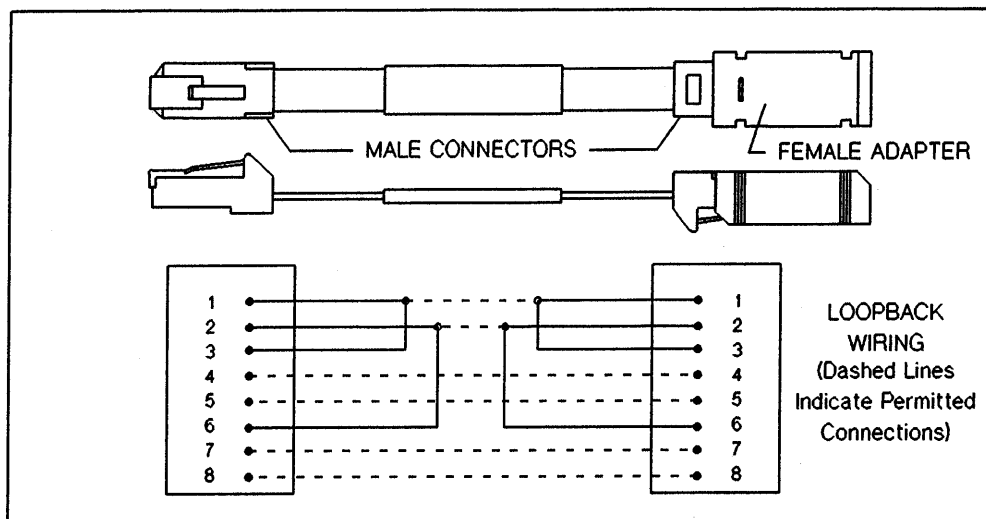 MALE CONNECTORS
FEMALE ADAPTER
1
2
3
4
5
6
7
8
1
2
3
4
5
6
7
8
LOOPBACK
WIRING
(Dashed Lines
Indicate Permitted
Connections)